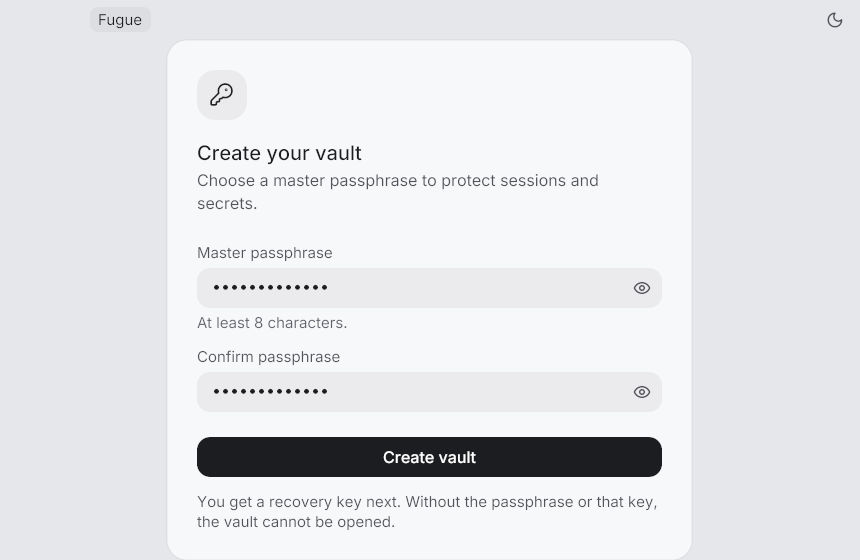 Fugue
Create your vault
Choose a master passphrase to protect sessions and
secrets.
Master passphrase
•••••••••••••
At least 8 characters.
Confirm passphrase
•••••••••••••
Create vault
You get a recovery key next. Without the passphrase or that key,
the vault cannot be opened.